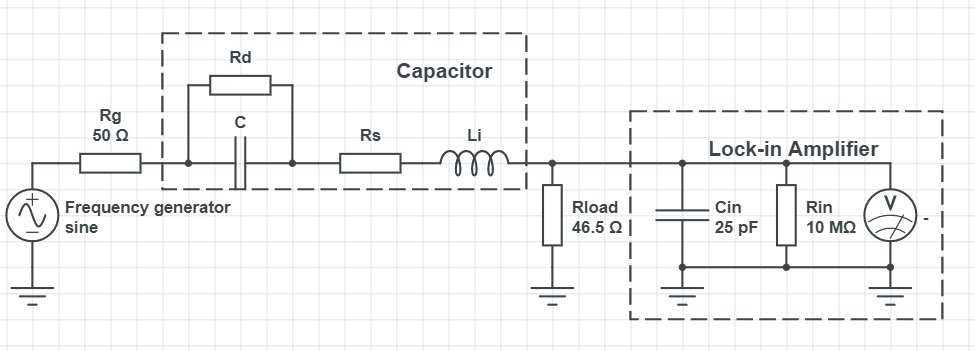 Rd
Capacitor
Rg
50 Ω
C
Rs
Li
Lock-in Amplifier
Frequency generator
sine
+
−
Rload
46.5 Ω
Cin
25 pF
Rin
10 MΩ
V
-